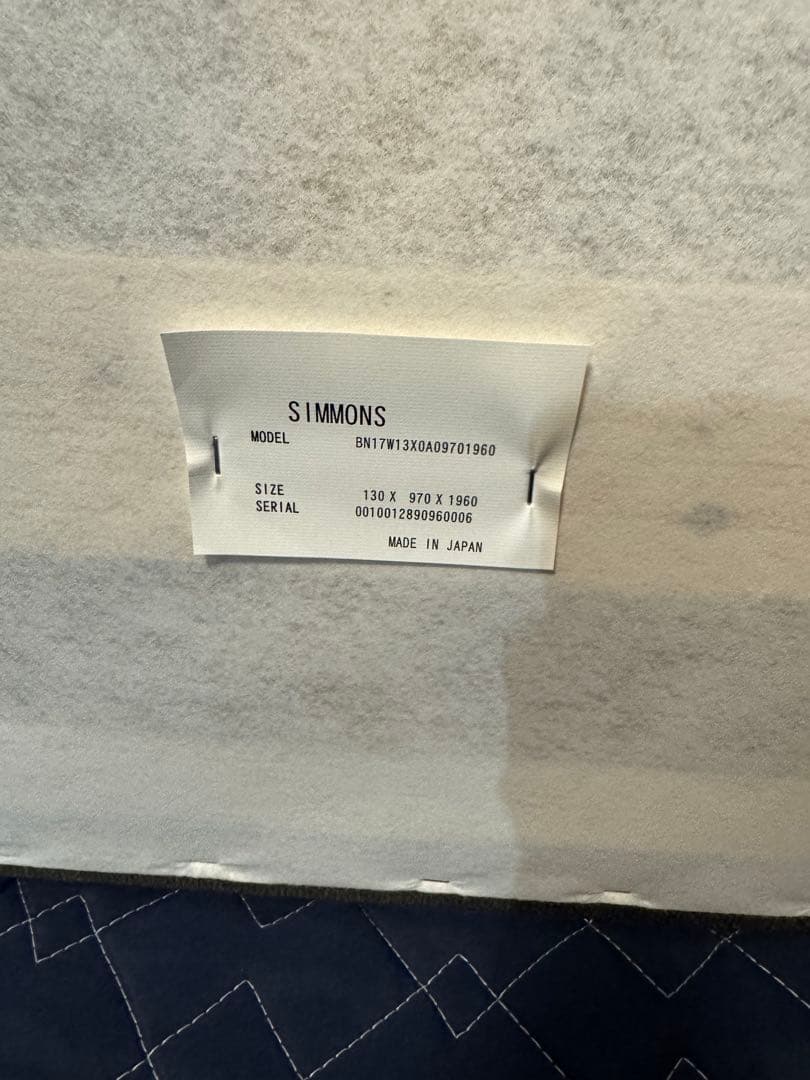 SIMMONS
MODEL BN17W13X0A09701960
SIZE 130 X 970 X 1960
SERIAL 0010012890960006
MADE IN JAPAN